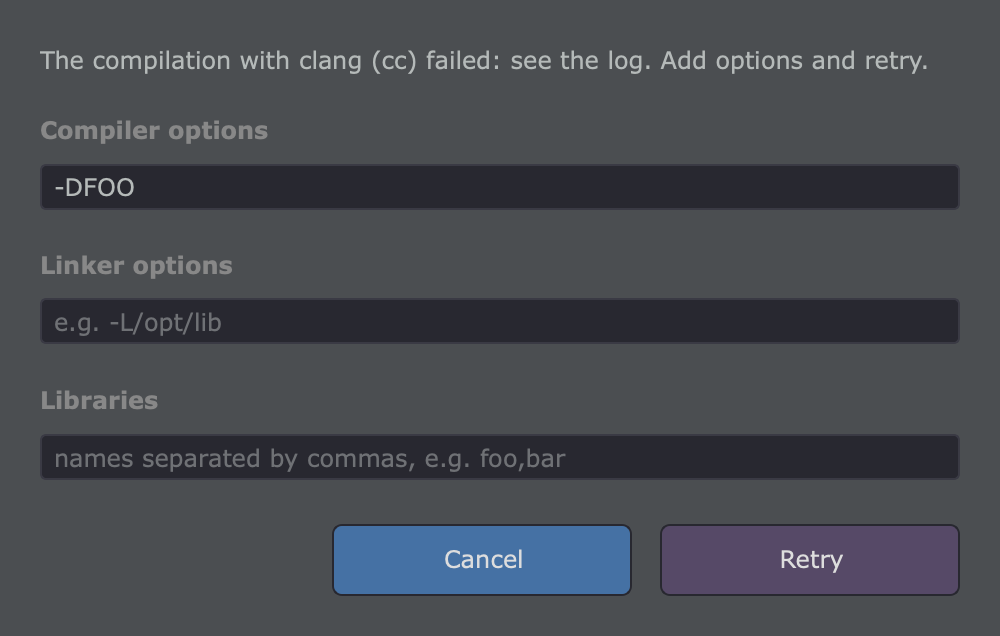 The compilation with clang (cc) failed: see the log. Add options and retry.
Compiler options
-DFOO
Linker options
e.g. -L/opt/lib
Libraries
names separated by commas, e.g. foo,bar
Cancel
Retry